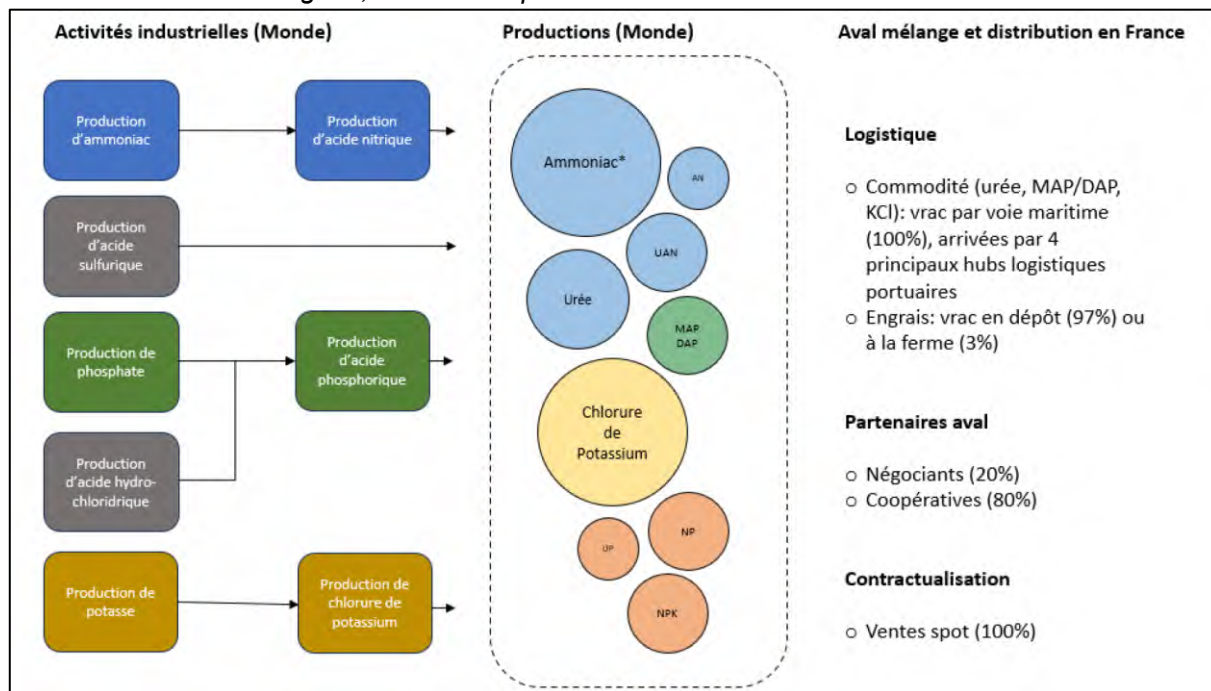 Activités industrielles (Monde)
Productions (Monde)
Aval mélange et distribution en France
Production
d'ammoniac
Production
d'acide nitrique
Production
d'acide
sulfurique
Production de
phosphate
Production
d'acide
phosphorique
Production
d'acide hydro-
chloridrique
Production de
potasse
Production de
chlorure de
potassium
Ammoniac*
AN
UAN
Urée
MAP
DAP
Chlorure
de
Potassium
UP
NP
NPK
Logistique
o Commodité (urée, MAP/DAP,
KCl): vrac par voie maritime
(100%), arrivées par 4
principaux hubs logistiques
portuaires
o Engrais: vrac en dépôt (97%) ou
à la ferme (3%)
Partenaires aval
o Négociants (20%)
o Coopératives (80%)
Contractualisation
o Ventes spot (100%)